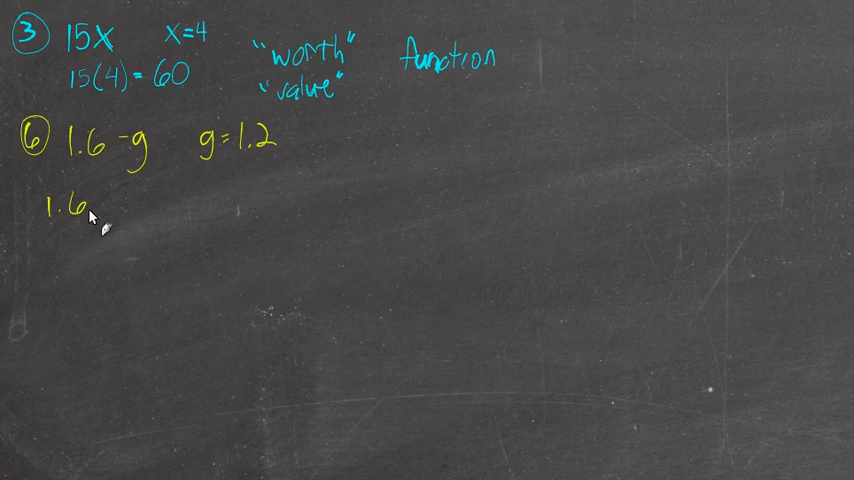 ③ 15x x=4
15(4) = 60
"worth"
"value"
function
⑥ 1.6 - g g = 1.2
1.6